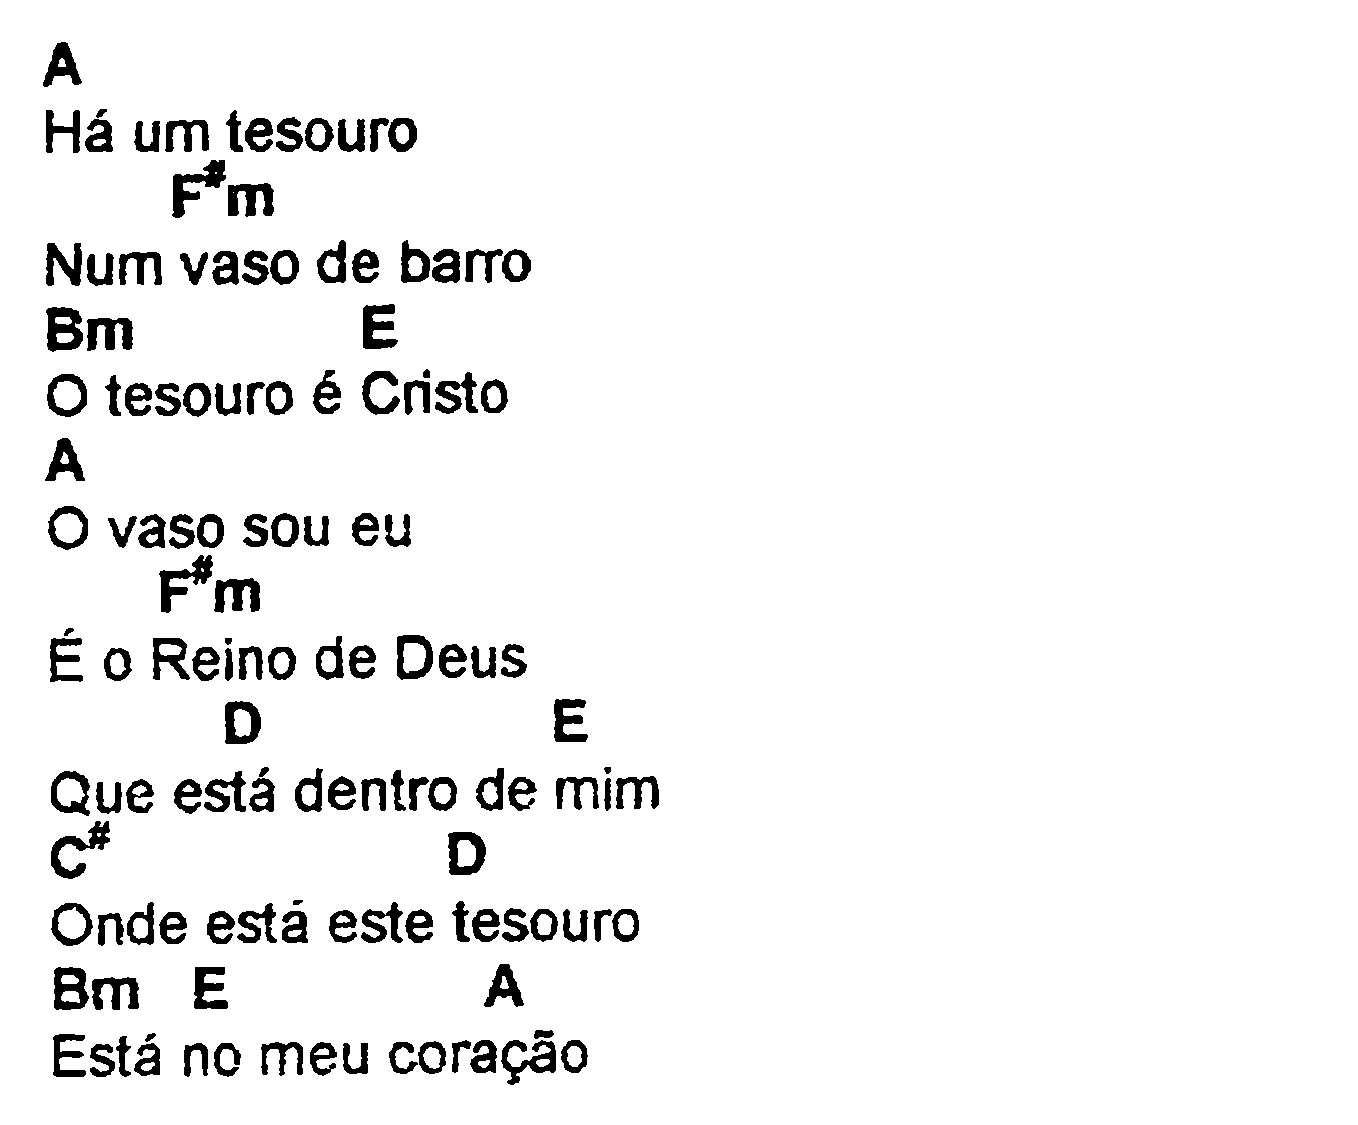 A
Há um tesouro
F#m
Num vaso de barro
Bm E
O tesouro é Cristo
A
O vaso sou eu
F#m
É o Reino de Deus
D E
Que está dentro de mim
C# D
Onde está este tesouro
Bm E A
Está no meu coração